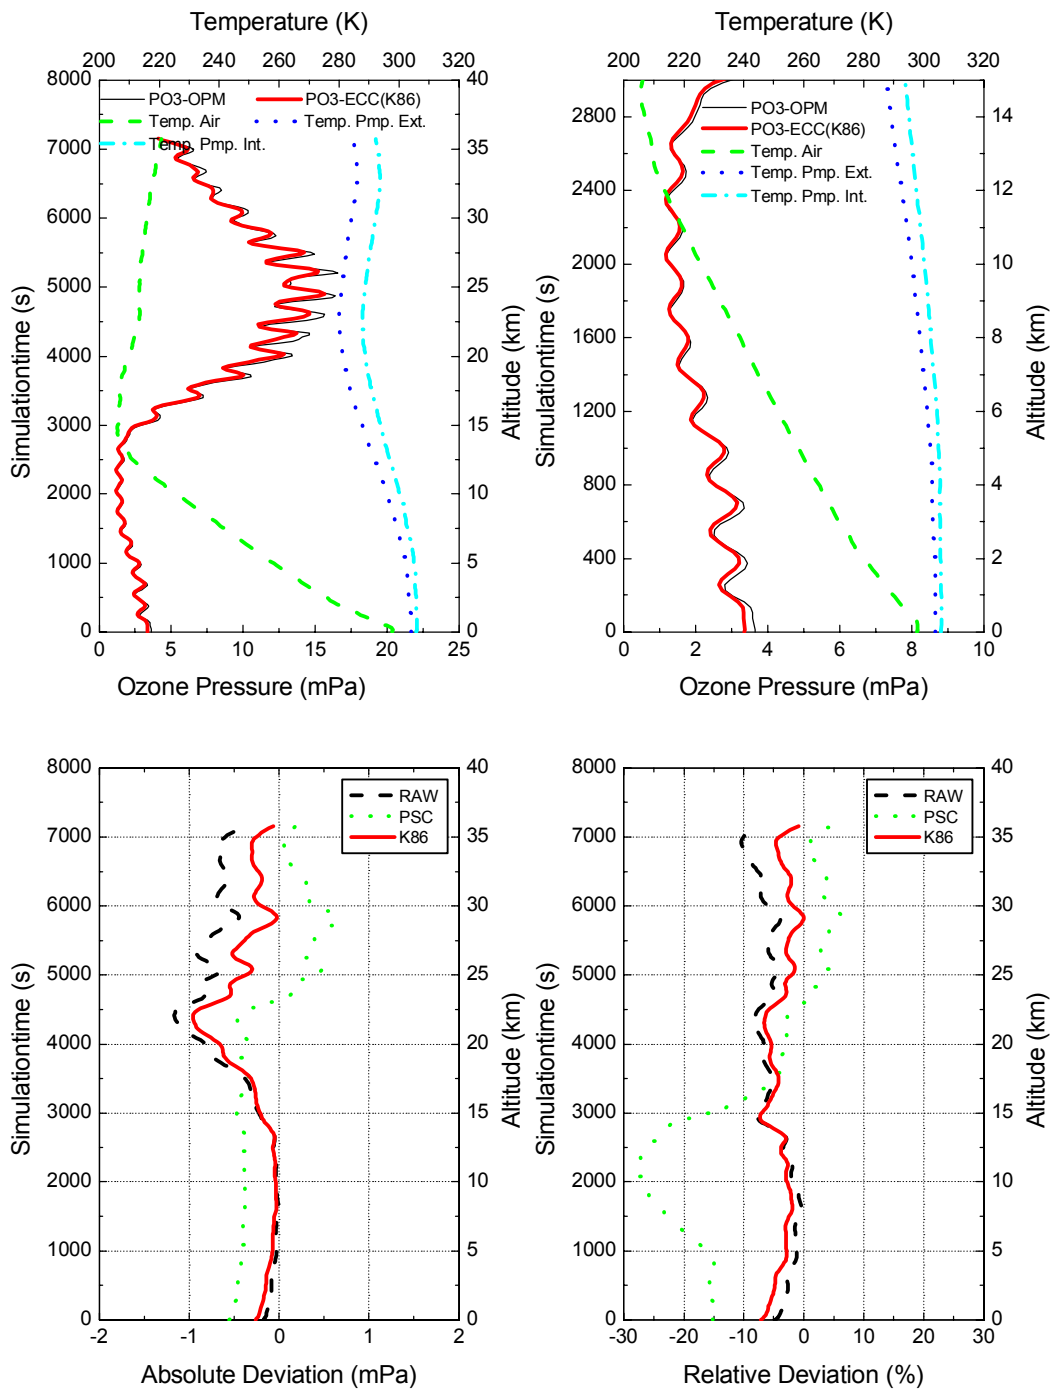 Temperature (K)
200 220 240 260 280 300 320
8000
7000
6000
5000
4000
3000
2000
1000
0
PO3-OPM
PO3-ECC(K86)
Temp. Air
Temp. Pmp. Ext.
Temp. Pmp. Int.
40
35
30
25
20
15
10
5
0
Simulationtime (s)
Altitude (km)
0 5 10 15 20 25
Ozone Pressure (mPa)
Temperature (K)
200 220 240 260 280 300 320
2800
2400
2000
1600
1200
800
400
0
PO3-OPM
PO3-ECC(K86)
Temp. Air
Temp. Pmp. Ext.
Temp. Pmp. Int.
14
12
10
8
6
4
2
0
Simulationtime (s)
Altitude (km)
0 2 4 6 8 10
Ozone Pressure (mPa)
8000
7000
6000
5000
4000
3000
2000
1000
0
RAW
PSC
K86
40
35
30
25
20
15
10
5
0
Simulationtime (s)
Altitude (km)
-2 -1 0 1 2
Absolute Deviation (mPa)
8000
7000
6000
5000
4000
3000
2000
1000
0
RAW
PSC
K86
40
35
30
25
20
15
10
5
0
Simulationtime (s)
Altitude (km)
-30 -20 -10 0 10 20 30
Relative Deviation (%)